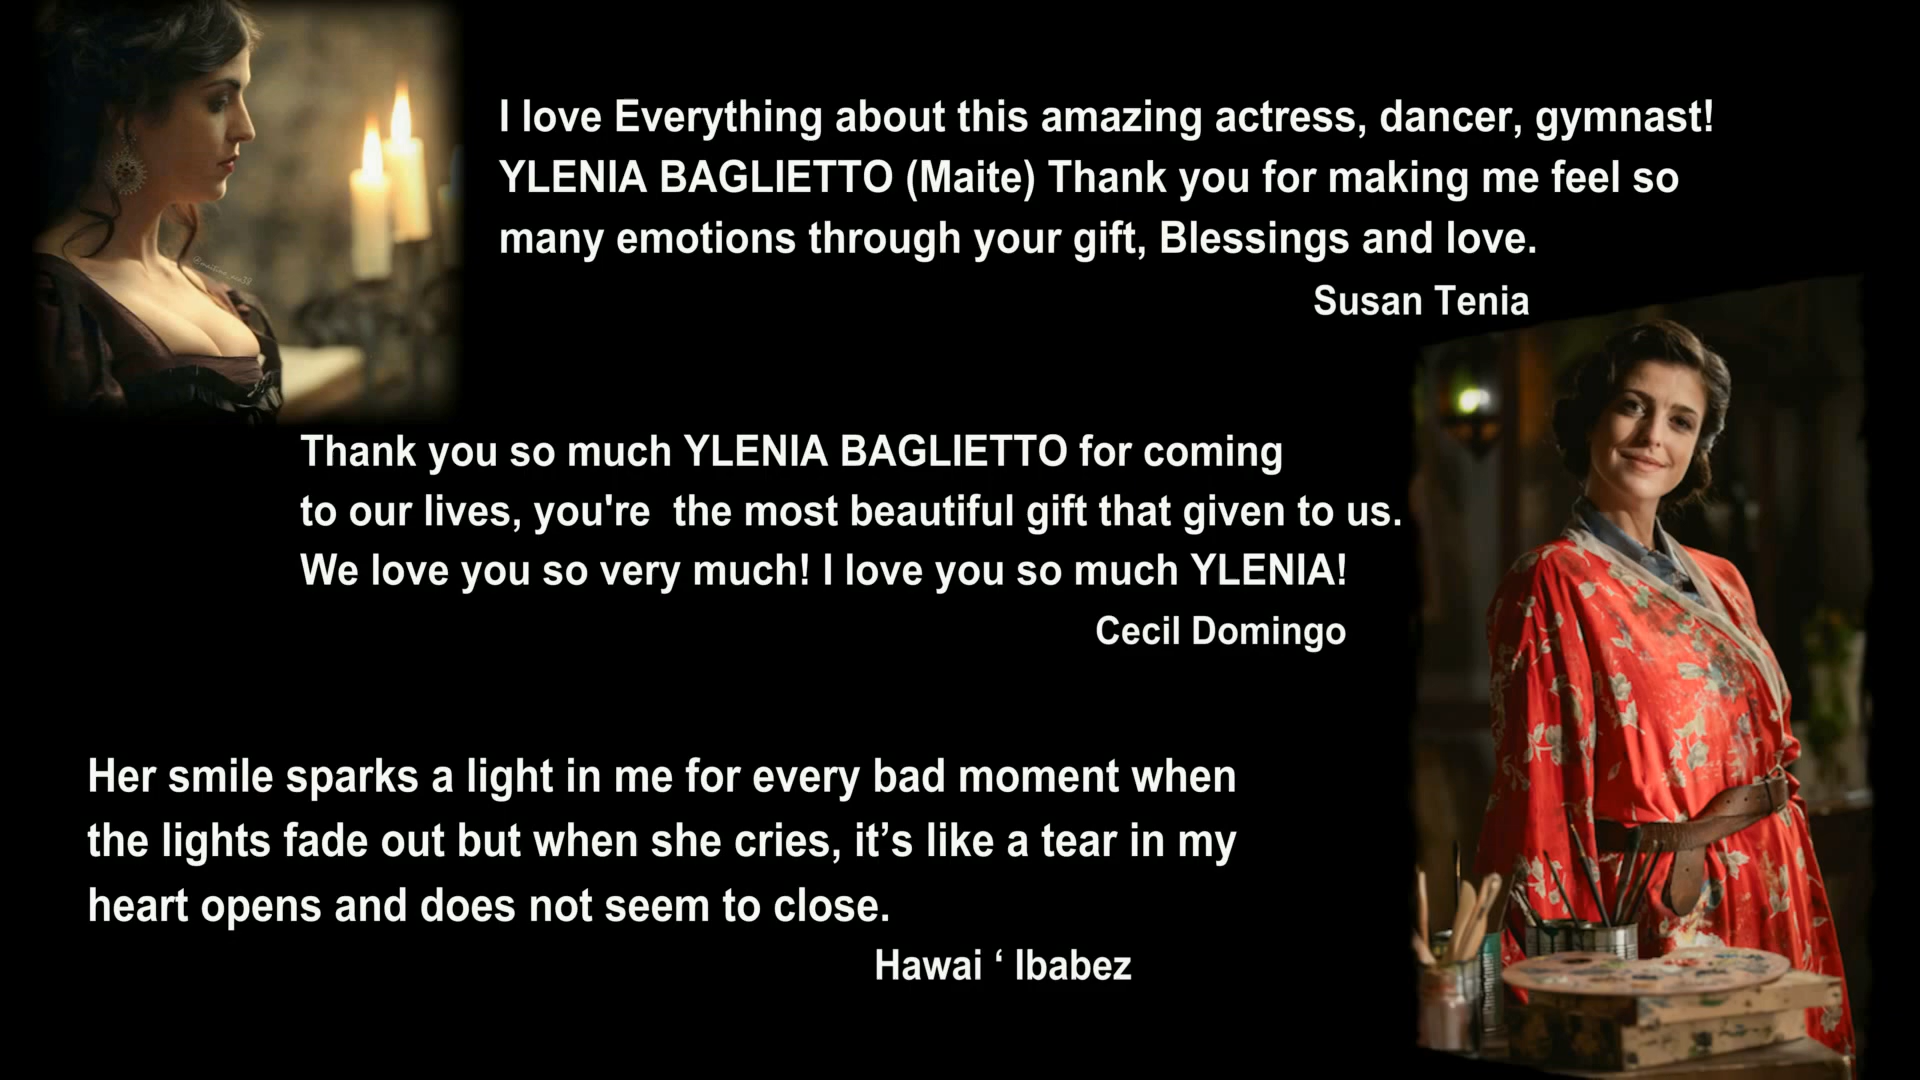 I love Everything about this amazing actress, dancer, gymnast!
YLENIA BAGLIETTO (Maite) Thank you for making me feel so
many emotions through your gift, Blessings and love.
Susan Tenia
Thank you so much YLENIA BAGLIETTO for coming
to our lives, you're  the most beautiful gift that given to us.
We love you so very much! I love you so much YLENIA!
Cecil Domingo
Her smile sparks a light in me for every bad moment when
the lights fade out but when she cries, it’s like a tear in my
heart opens and does not seem to close.
Hawai ‘ Ibabez